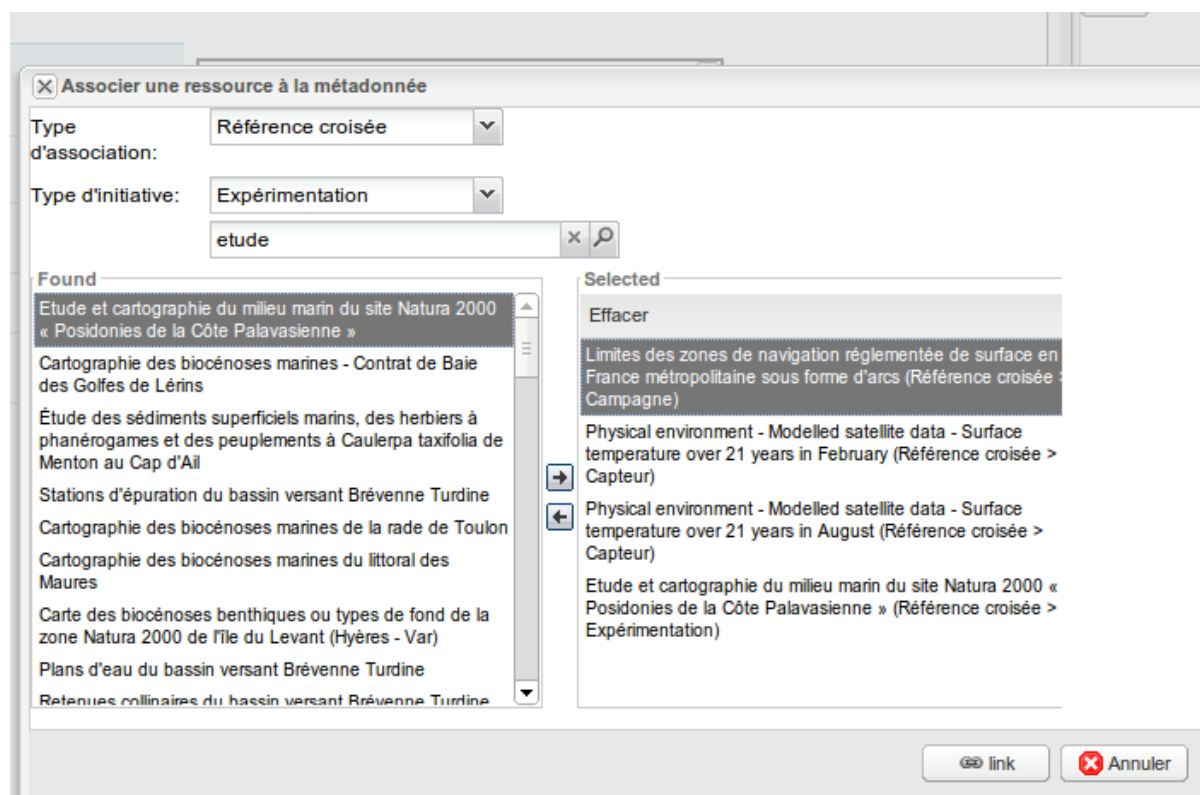 Associer une ressource à la métadonnée
Type
d'association:
Référence croisée
Type d'initiative:
Expérimentation
etude
Found
Etude et cartographie du milieu marin du site Natura 2000
« Posidonies de la Côte Palavasienne »
Cartographie des biocénoses marines - Contrat de Baie
des Golfes de Lérins
Étude des sédiments superficiels marins, des herbiers à
phanérogames et des peuplements à Caulerpa taxifolia de
Menton au Cap d'Ail
Stations d'épuration du bassin versant Brévenne Turdine
Cartographie des biocénoses marines de la rade de Toulon
Cartographie des biocénoses marines du littoral des
Maures
Carte des biocénoses benthiques ou types de fond de la
zone Natura 2000 de l'île du Levant (Hyères - Var)
Plans d'eau du bassin versant Brévenne Turdine
Retenues collinaires du bassin versant Brévenne Turdine
Selected
Effacer
Limites des zones de navigation réglementée de surface en
France métropolitaine sous forme d'arcs (Référence croisée >
Campagne)
Physical environment - Modelled satellite data - Surface
temperature over 21 years in February (Référence croisée >
Capteur)
Physical environment - Modelled satellite data - Surface
temperature over 21 years in August (Référence croisée >
Capteur)
Etude et cartographie du milieu marin du site Natura 2000 «
Posidonies de la Côte Palavasienne » (Référence croisée >
Expérimentation)
link
Annuler